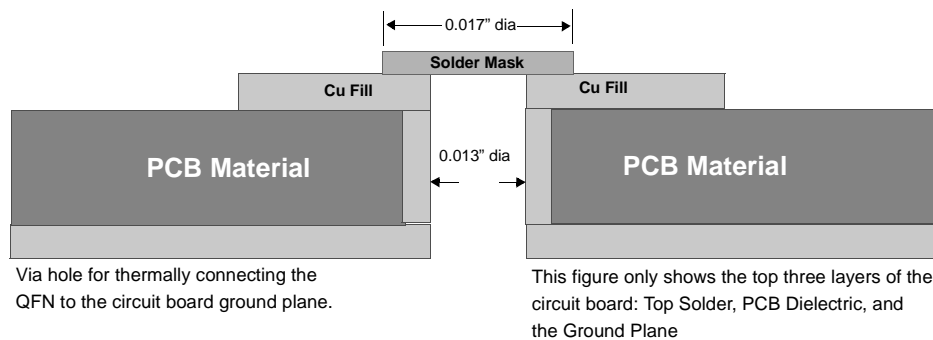 0.017” dia
Solder Mask
Cu Fill
Cu Fill
PCB Material
0.013” dia
PCB Material
Via hole for thermally connecting the
QFN to the circuit board ground plane.
This figure only shows the top three layers of the
circuit board: Top Solder, PCB Dielectric, and
the Ground Plane